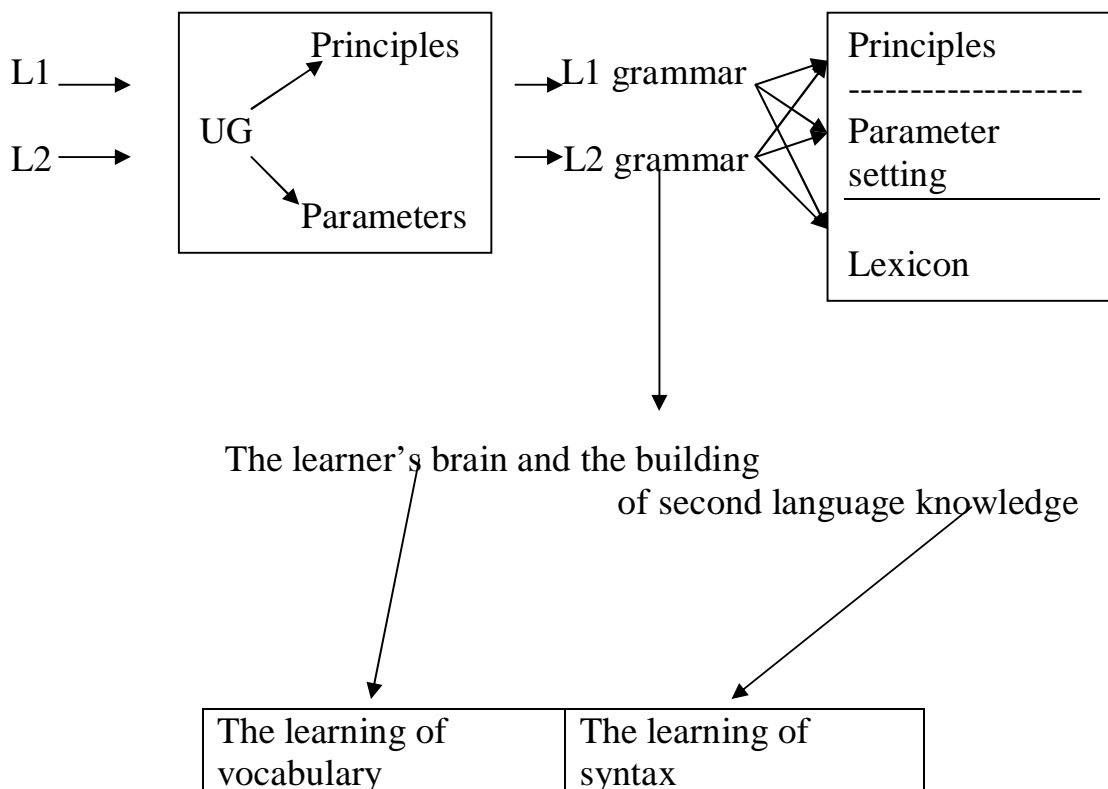 L1
L2
Principles
UG
Parameters
L1 grammar
L2 grammar
Principles
-------------------
Parameter
setting
Lexicon
The learner’s brain and the building
of second language knowledge
The learning of
vocabulary
The learning of
syntax